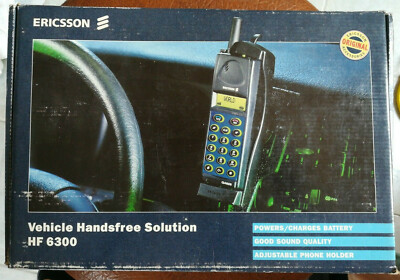 ERICSSON
ORIGINAL
Vehicle Handsfree Solution
HF 6300
POWERS/CHARGES BATTERY
GOOD SOUND QUALITY
ADJUSTABLE PHONE HOLDER